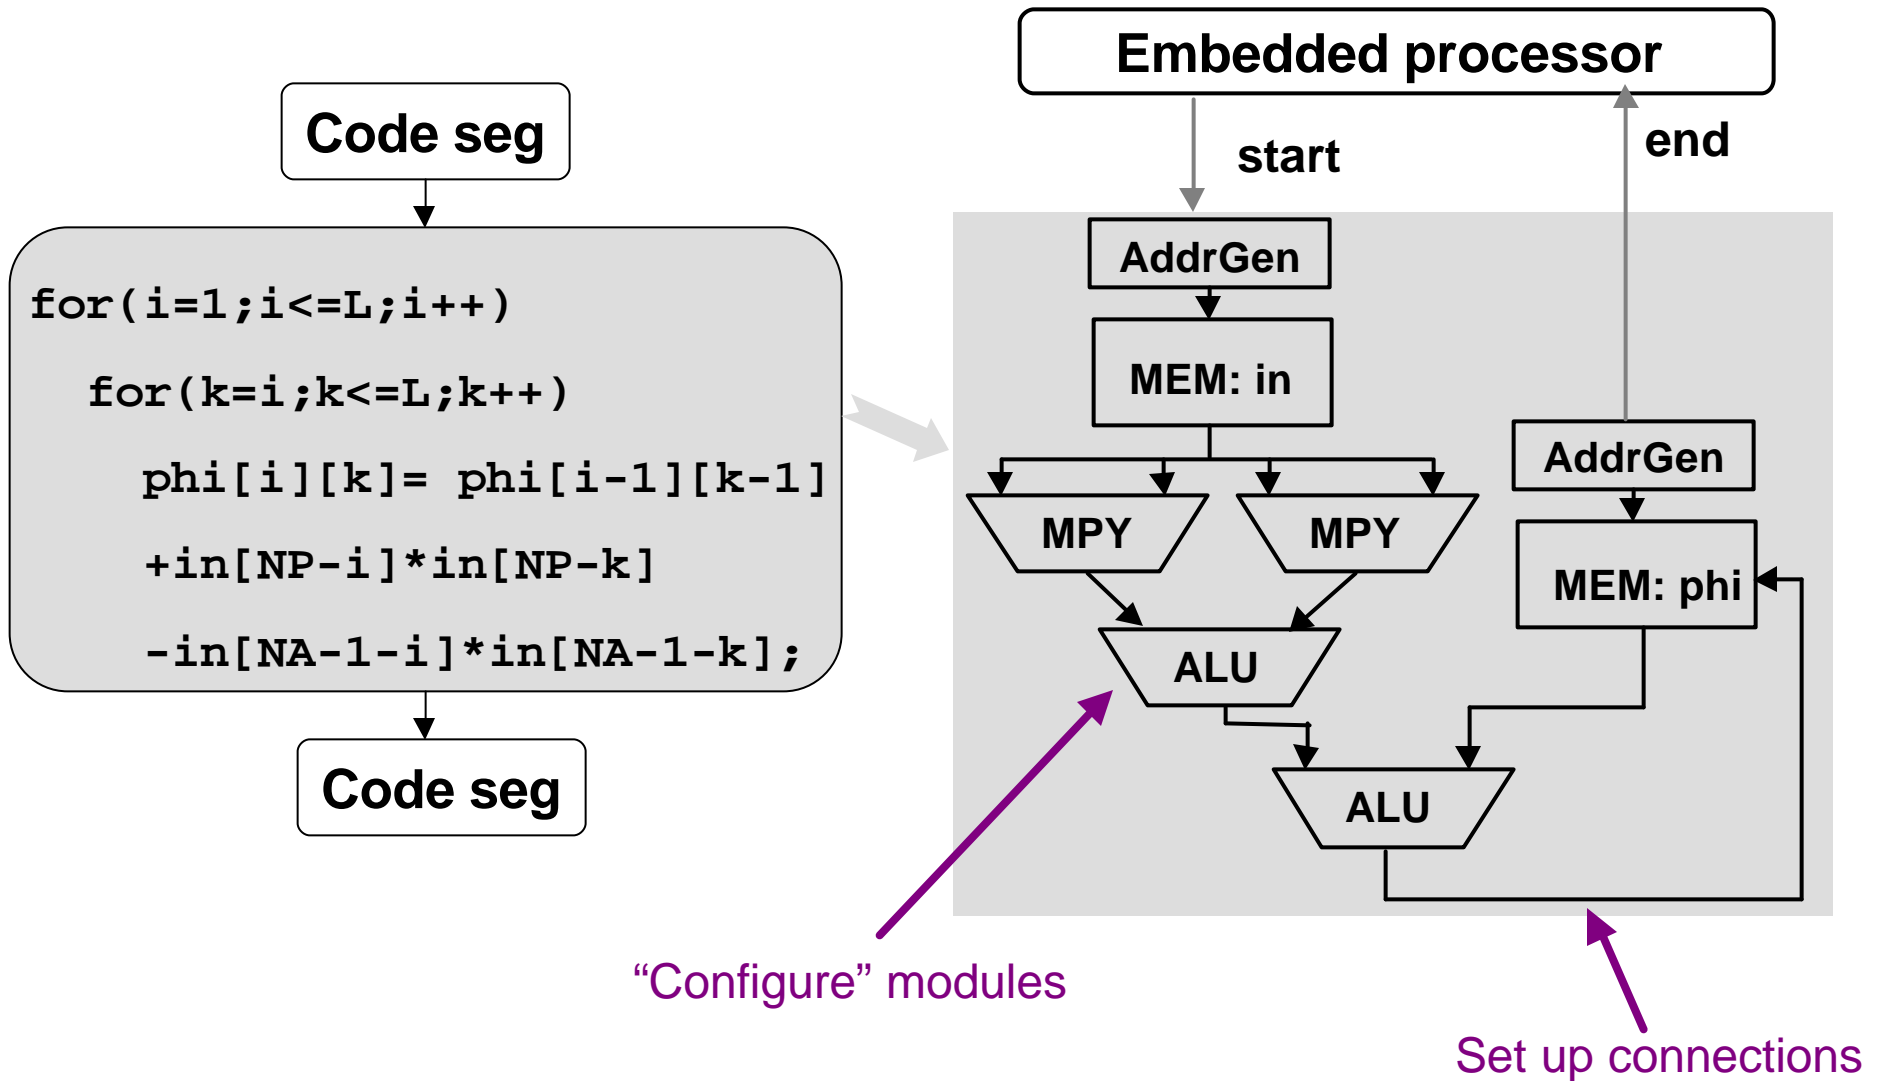 Code seg
for(i=1;i<=L;i++)
for(k=i;k<=L;k++)
phi[i][k]= phi[i-1][k-1]
+in[NP-i]*in[NP-k]
-in[NA-1-i]*in[NA-1-k];
Code seg
Embedded processor
start
end
AddrGen
MEM: in
MPY
MPY
ALU
AddrGen
MEM: phi
ALU
“Configure” modules
Set up connections